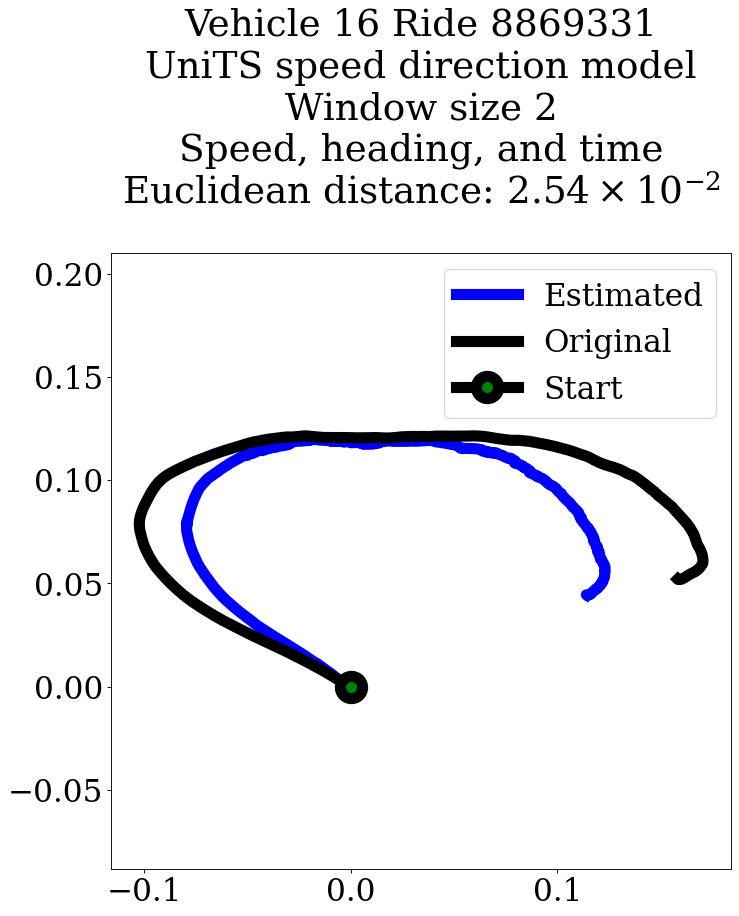 Vehicle 16 Ride 8869331
UniTS speed direction model
Window size 2
Speed, heading, and time
Euclidean distance: 2.54 × 10⁻²
Estimated
Original
Start
0.20
0.15
0.10
0.05
0.00
−0.05
−0.1
0.0
0.1